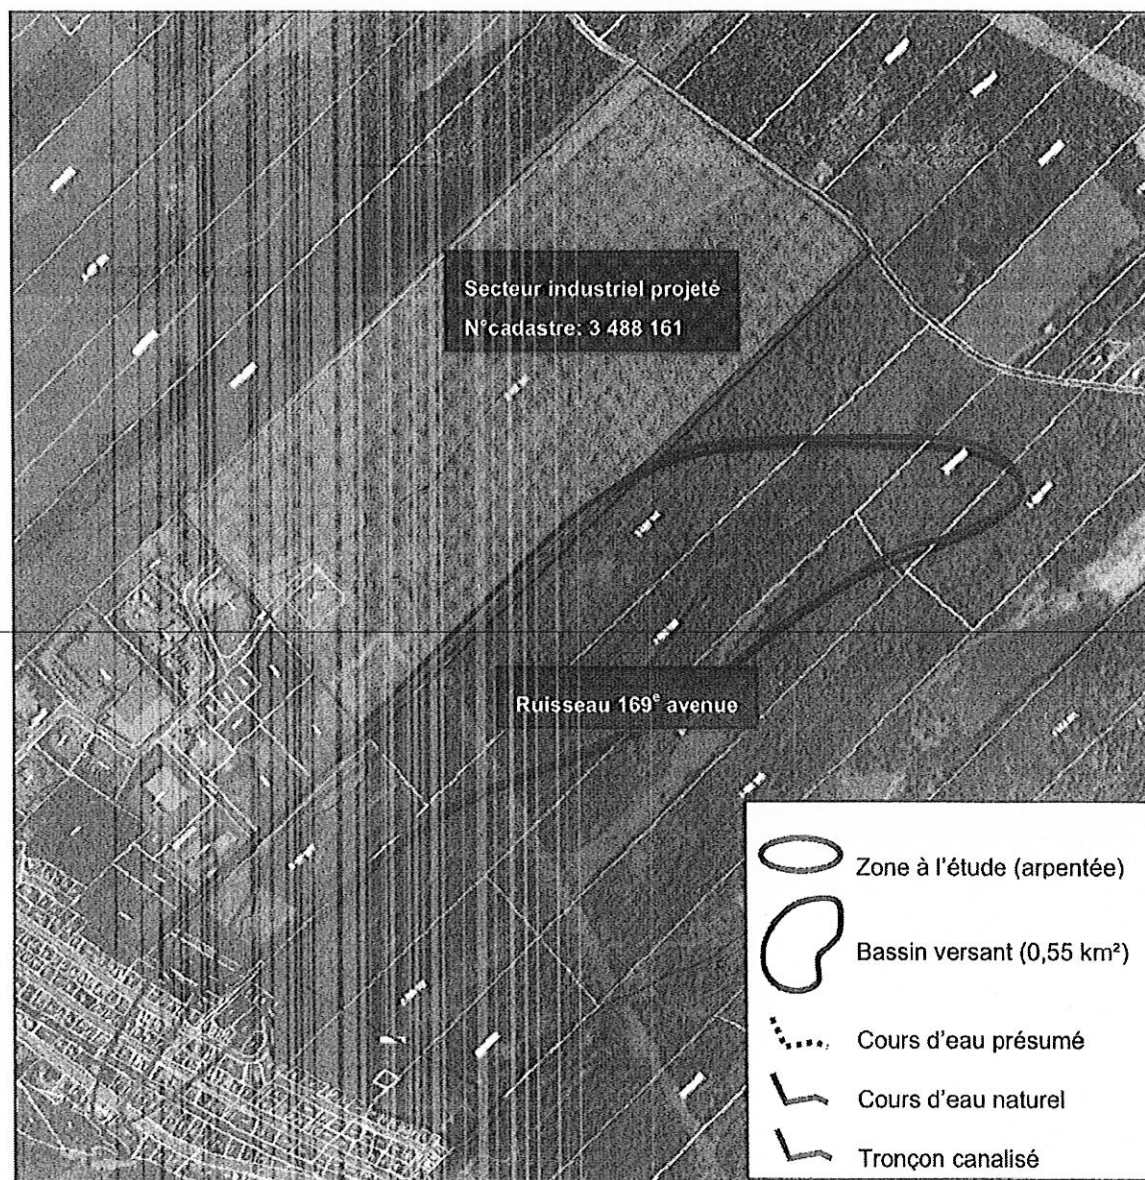 Secteur industriel projeté
N°cadastre: 3 488 161
Ruisseau 169e avenue
Zone à l'étude (arpentée)
Bassin versant (0,55 km²)
Cours d'eau présumé
Cours d'eau naturel
Tronçon canalisé